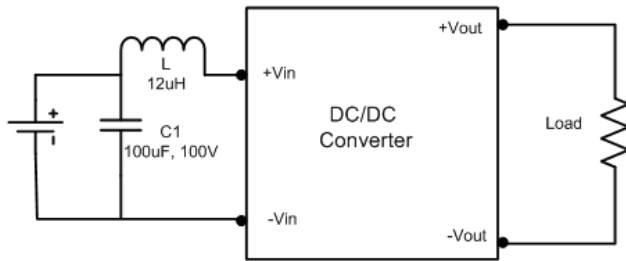 +Vout
L
12uH
+Vin
+
-
C1
100uF, 100V
DC/DC
Converter
Load
-Vin
-Vout